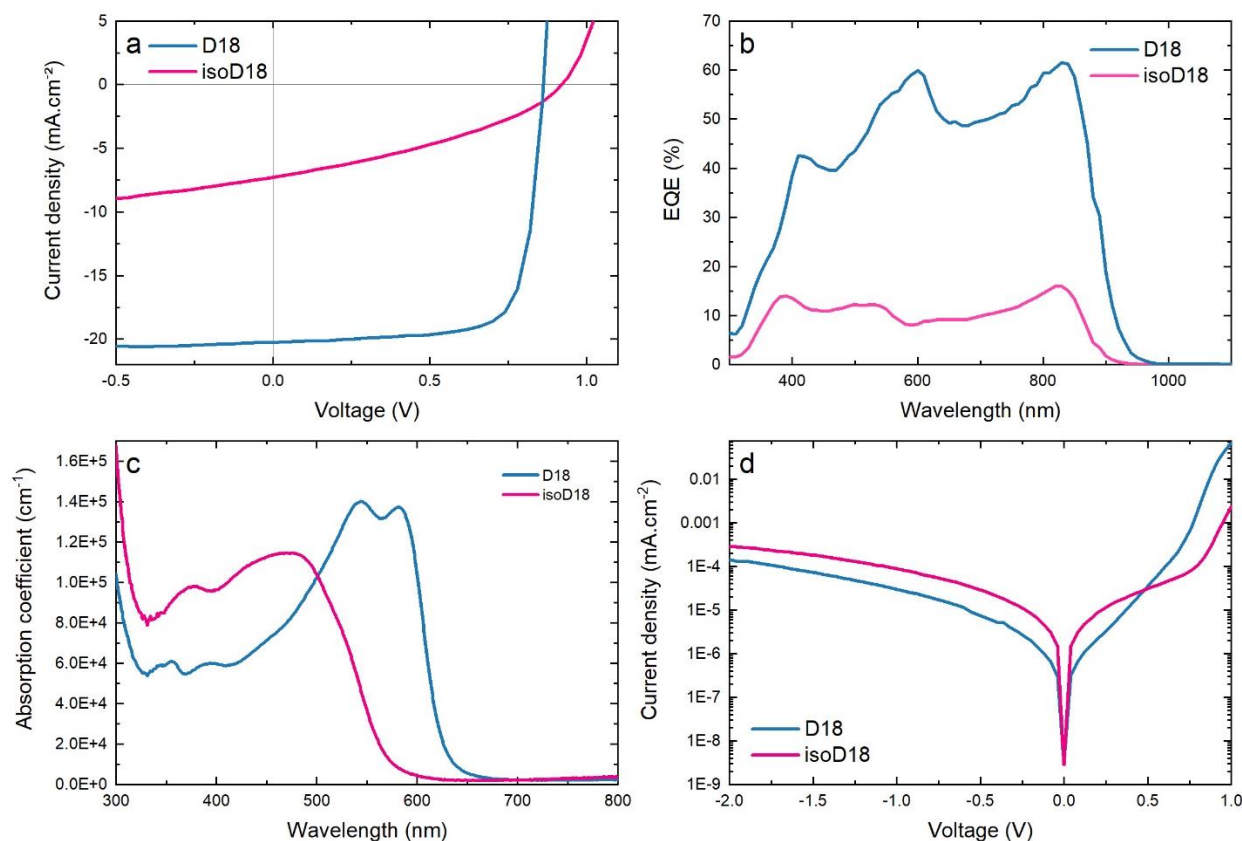 a
D18
isoD18
5
0
-5
-10
-15
-20
Current density (mA.cm⁻²)
-0.5
0.0
0.5
1.0
Voltage (V)
b
D18
isoD18
70
60
50
40
30
20
10
0
EQE (%)
400
600
800
1000
Wavelength (nm)
c
D18
isoD18
1.6E+5
1.4E+5
1.2E+5
1.0E+5
8.0E+4
6.0E+4
4.0E+4
2.0E+4
0.0E+0
Absorption coefficient (cm⁻¹)
300
400
500
600
700
800
Wavelength (nm)
d
0.01
0.001
1E-4
1E-5
1E-6
1E-7
1E-8
1E-9
Current density (mA.cm⁻²)
D18
isoD18
-2.0
-1.5
-1.0
-0.5
0.0
0.5
1.0
Voltage (V)